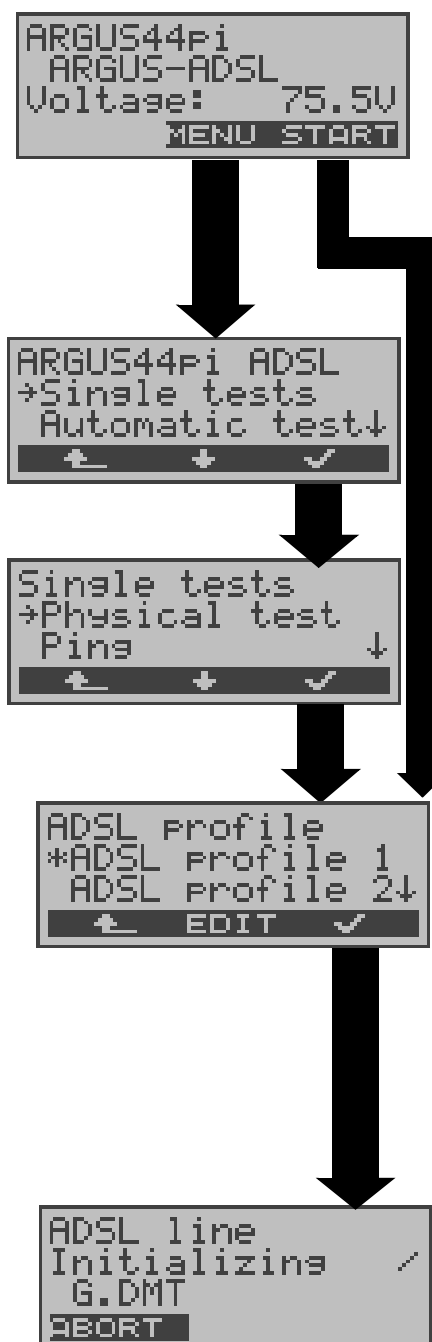 ARGUS44pi
ARGUS-ADSL
Voltage: 75.5V
MENU START
ARGUS44pi ADSL
→Single tests
Automatic test↓
Single tests
→Physical test
Ping ↓
ADSL profile
*ADSL profile 1
ADSL profile 2↓
EDIT
ADSL line
Initializing /
G.DMT
ABORT